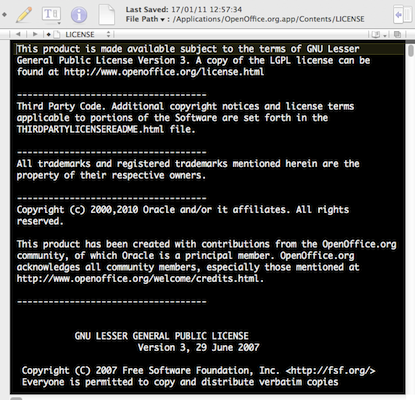 Last Saved: 17/01/11 12:57:34
File Path ▾ : /Applications/OpenOffice.org.app/Contents/LICENSE
LICENSE
This product is made available subject to the terms of GNU Lesser
General Public License Version 3. A copy of the LGPL license can be
found at http://www.openoffice.org/license.html
-----------------------------------
Third Party Code. Additional copyright notices and license terms
applicable to portions of the Software are set forth in the
THIRDPARTYLICENSEREADME.html file.
-----------------------------------
All trademarks and registered trademarks mentioned herein are the
property of their respective owners.
-----------------------------------
Copyright (c) 2000,2010 Oracle and/or it affiliates. All rights
reserved.
This product has been created with contributions from the OpenOffice.org
community, of which Oracle is a principal member. OpenOffice.org
acknowledges all community members, especially those mentioned at
http://www.openoffice.org/welcome/credits.html.
-----------------------------------
GNU LESSER GENERAL PUBLIC LICENSE
Version 3, 29 June 2007
Copyright (C) 2007 Free Software Foundation, Inc. <http://fsf.org/>
Everyone is permitted to copy and distribute verbatim copies